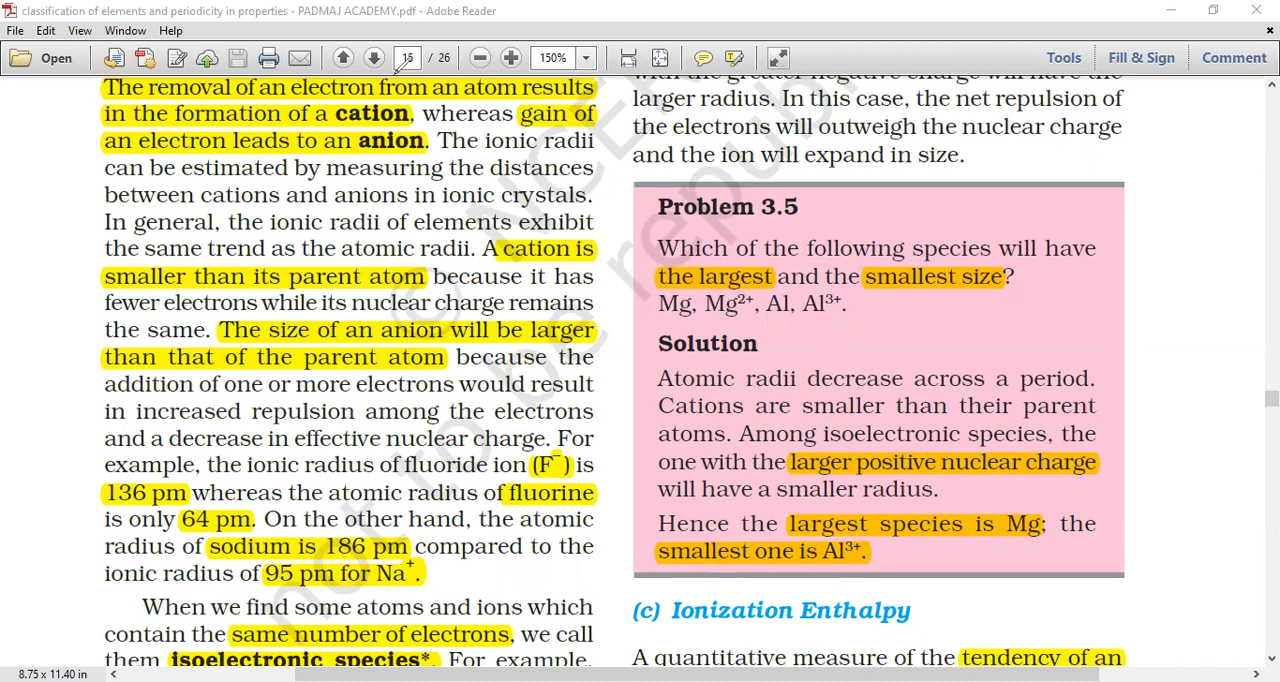 classification of elements and periodicity in properties - PADMAJ ACADEMY.pdf - Adobe Reader
File Edit View Window Help
Open 15 / 26 150% Tools Fill & Sign Comment
The removal of an electron from an atom results
in the formation of a cation, whereas gain of
an electron leads to an anion. The ionic radii
can be estimated by measuring the distances
between cations and anions in ionic crystals.
In general, the ionic radii of elements exhibit
the same trend as the atomic radii. A cation is
smaller than its parent atom because it has
fewer electrons while its nuclear charge remains
the same. The size of an anion will be larger
than that of the parent atom because the
addition of one or more electrons would result
in increased repulsion among the electrons
and a decrease in effective nuclear charge. For
example, the ionic radius of fluoride ion (F⁻) is
136 pm whereas the atomic radius of fluorine
is only 64 pm. On the other hand, the atomic
radius of sodium is 186 pm compared to the
ionic radius of 95 pm for Na⁺.
When we find some atoms and ions which
contain the same number of electrons, we call
them isoelectronic species*. For example,
with the greater negative charge will have the
larger radius. In this case, the net repulsion of
the electrons will outweigh the nuclear charge
and the ion will expand in size.
Problem 3.5
Which of the following species will have
the largest and the smallest size?
Mg, Mg²⁺, Al, Al³⁺.
Solution
Atomic radii decrease across a period.
Cations are smaller than their parent
atoms. Among isoelectronic species, the
one with the larger positive nuclear charge
will have a smaller radius.
Hence the largest species is Mg; the
smallest one is Al³⁺.
(c) Ionization Enthalpy
A quantitative measure of the tendency of an
© NCE
not to be republ
8.75 x 11.40 in